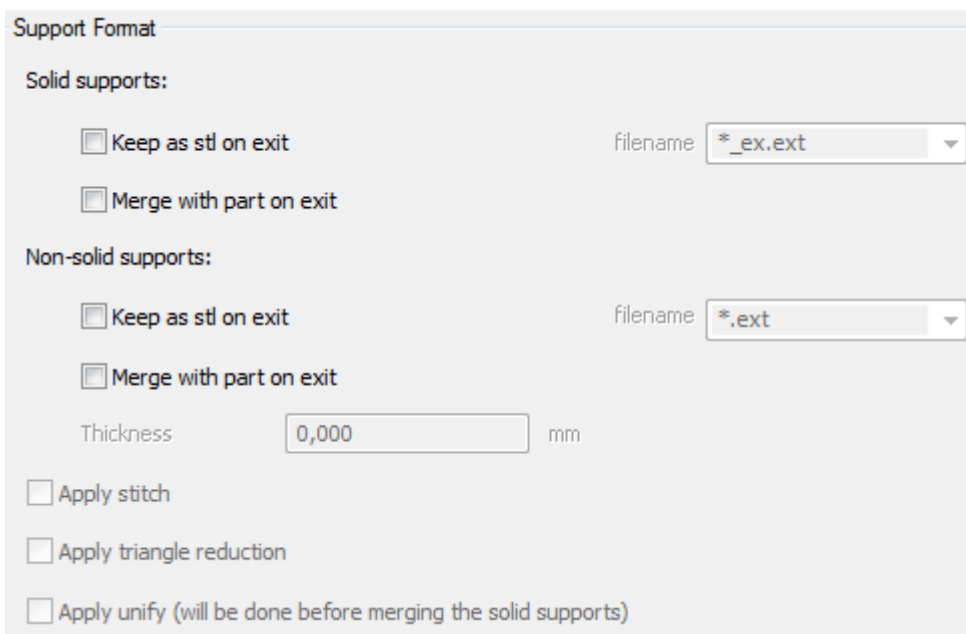 Support Format
Solid supports:
Keep as stl on exit filename *_ex.ext
Merge with part on exit
Non-solid supports:
Keep as stl on exit filename *.ext
Merge with part on exit
Thickness 0,000 mm
Apply stitch
Apply triangle reduction
Apply unify (will be done before merging the solid supports)